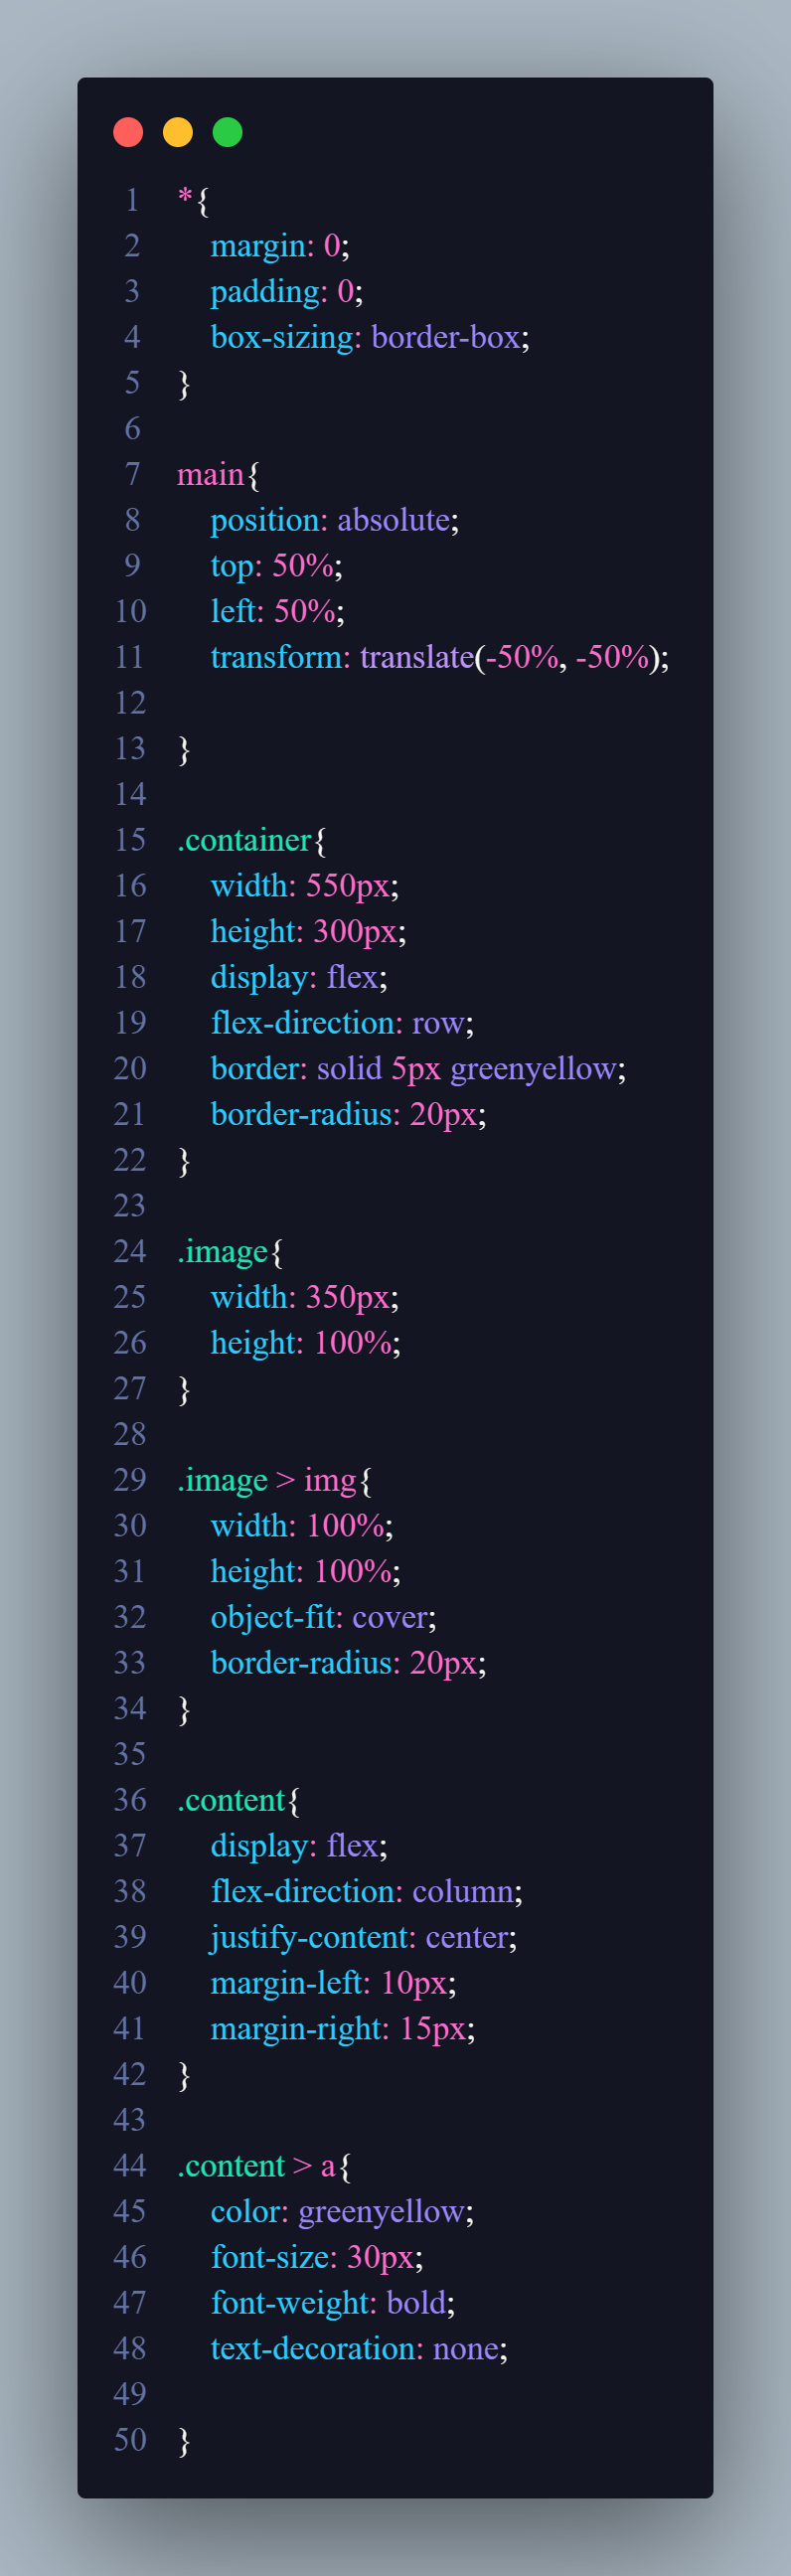 1 *{
2     margin: 0;
3     padding: 0;
4     box-sizing: border-box;
5 }
6
7 main{
8     position: absolute;
9     top: 50%;
10     left: 50%;
11     transform: translate(-50%, -50%);
12
13 }
14
15 .container{
16     width: 550px;
17     height: 300px;
18     display: flex;
19     flex-direction: row;
20     border: solid 5px greenyellow;
21     border-radius: 20px;
22 }
23
24 .image{
25     width: 350px;
26     height: 100%;
27 }
28
29 .image > img{
30     width: 100%;
31     height: 100%;
32     object-fit: cover;
33     border-radius: 20px;
34 }
35
36 .content{
37     display: flex;
38     flex-direction: column;
39     justify-content: center;
40     margin-left: 10px;
41     margin-right: 15px;
42 }
43
44 .content > a{
45     color: greenyellow;
46     font-size: 30px;
47     font-weight: bold;
48     text-decoration: none;
49
50 }